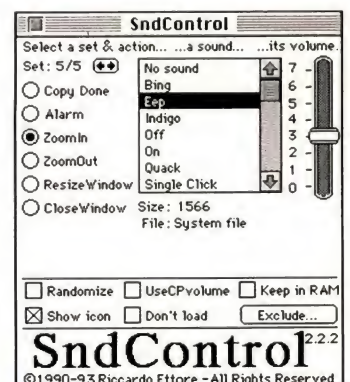 SndControl
Select a set & action... ...a sound... ...its volume.
Set: 5/5
Copy Done
Alarm
ZoomIn
ZoomOut
ResizeWindow
CloseWindow
No sound
Bing
Eep
Indigo
Off
On
Quack
Single Click
7 -
6 -
5 -
4 -
3 -
2 -
1 -
0 -
Size: 1566
File: System file
Randomize UseCPvolume Keep in RAM
Show icon Don't load Exclude...
SndControl 2.2.2
©1990-93 Riccardo Ettore - All Rights Reserved